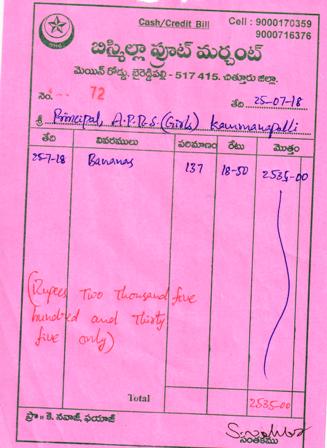 Cash/Credit Bill
Cell : 9000170359
9000716376
బిస్మిల్లా ఫ్రూట్ మర్చంట్
మెయిన్ రోడ్డు, బైరెడ్డిపల్లి - 517 415. చిత్తూరు జిల్లా.
నెం. 72
తేది 25-07-18
శ్రీ Principal, A.P.R.S.(Girls) Kammanapalli
తేది వివరములు పరిమాణం రేటు మొత్తం
25-7-18 Bananas 137 18-50 2535-00
(Rupees Two Thousand five
hundred and Thirty
five only)
Total 2535-00
ప్రొ॥ కె. నవాజ్, ఫయాజ్
సంతకము